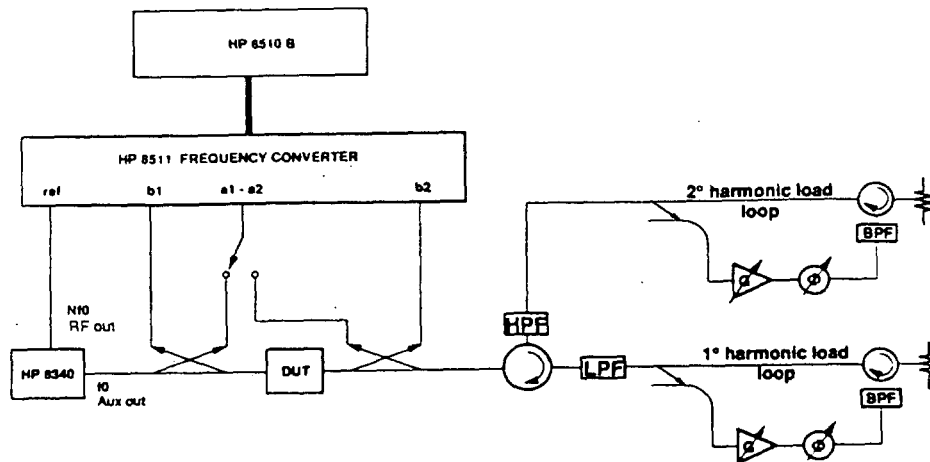 HP 8510 B
HP 8511 FREQUENCY CONVERTER
ref b1 a1 - a2 b2
2° harmonic load
loop
BPF
G Φ
Nf0
RF out
HPF
HP 8340
f0
Aux out
DUT
LPF
1° harmonic load
loop
BPF
G Φ